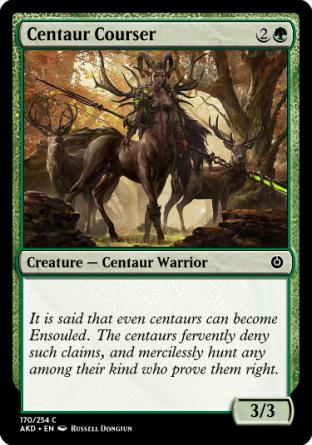 Centaur Courser 2
Creature — Centaur Warrior
It is said that even centaurs can become
Ensouled. The centaurs fervently deny
such claims, and mercilessly hunt any
among their kind who prove them right.
3/3
170/254 C
AKD • EN Russell Dongjun